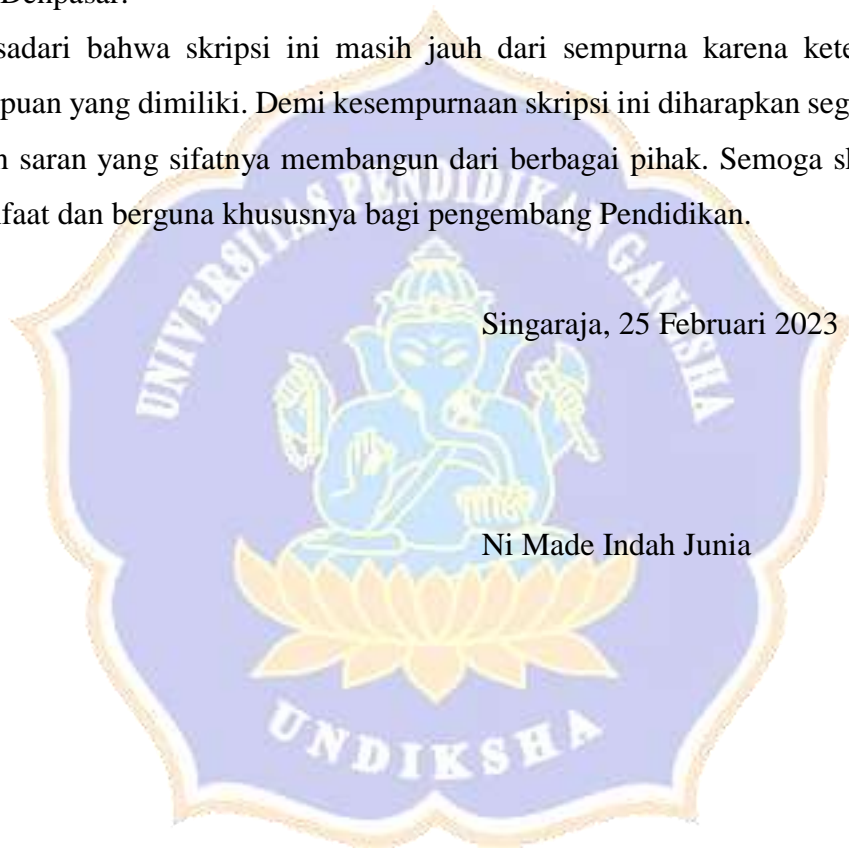 Denpasar.
sadari bahwa skripsi ini masih jauh dari sempurna karena kete
puan yang dimiliki. Demi kesempurnaan skripsi ini diharapkan seg
n saran yang sifatnya membangun dari berbagai pihak. Semoga sk
faat dan berguna khususnya bagi pengembang Pendidikan.
UNIVERSITAS PENDIDIKAN GANESHA
Singaraja, 25 Februari 2023
Ni Made Indah Junia
UNDIKSHA